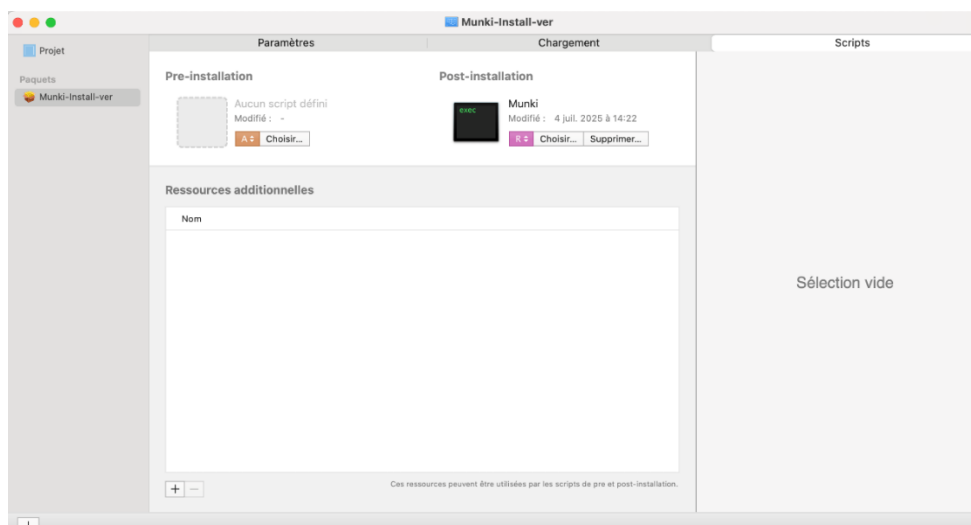 Munki-Install-ver
Projet
Paquets
Munki-Install-ver
Paramètres
Chargement
Scripts
Pre-installation
Aucun script défini
Modifié : -
A
Choisir...
Post-installation
exec
Munki
Modifié : 4 juil. 2025 à 14:22
R
Choisir...
Supprimer...
Ressources additionnelles
Nom
Ces ressources peuvent être utilisées par les scripts de pre et post-installation.
Sélection vide